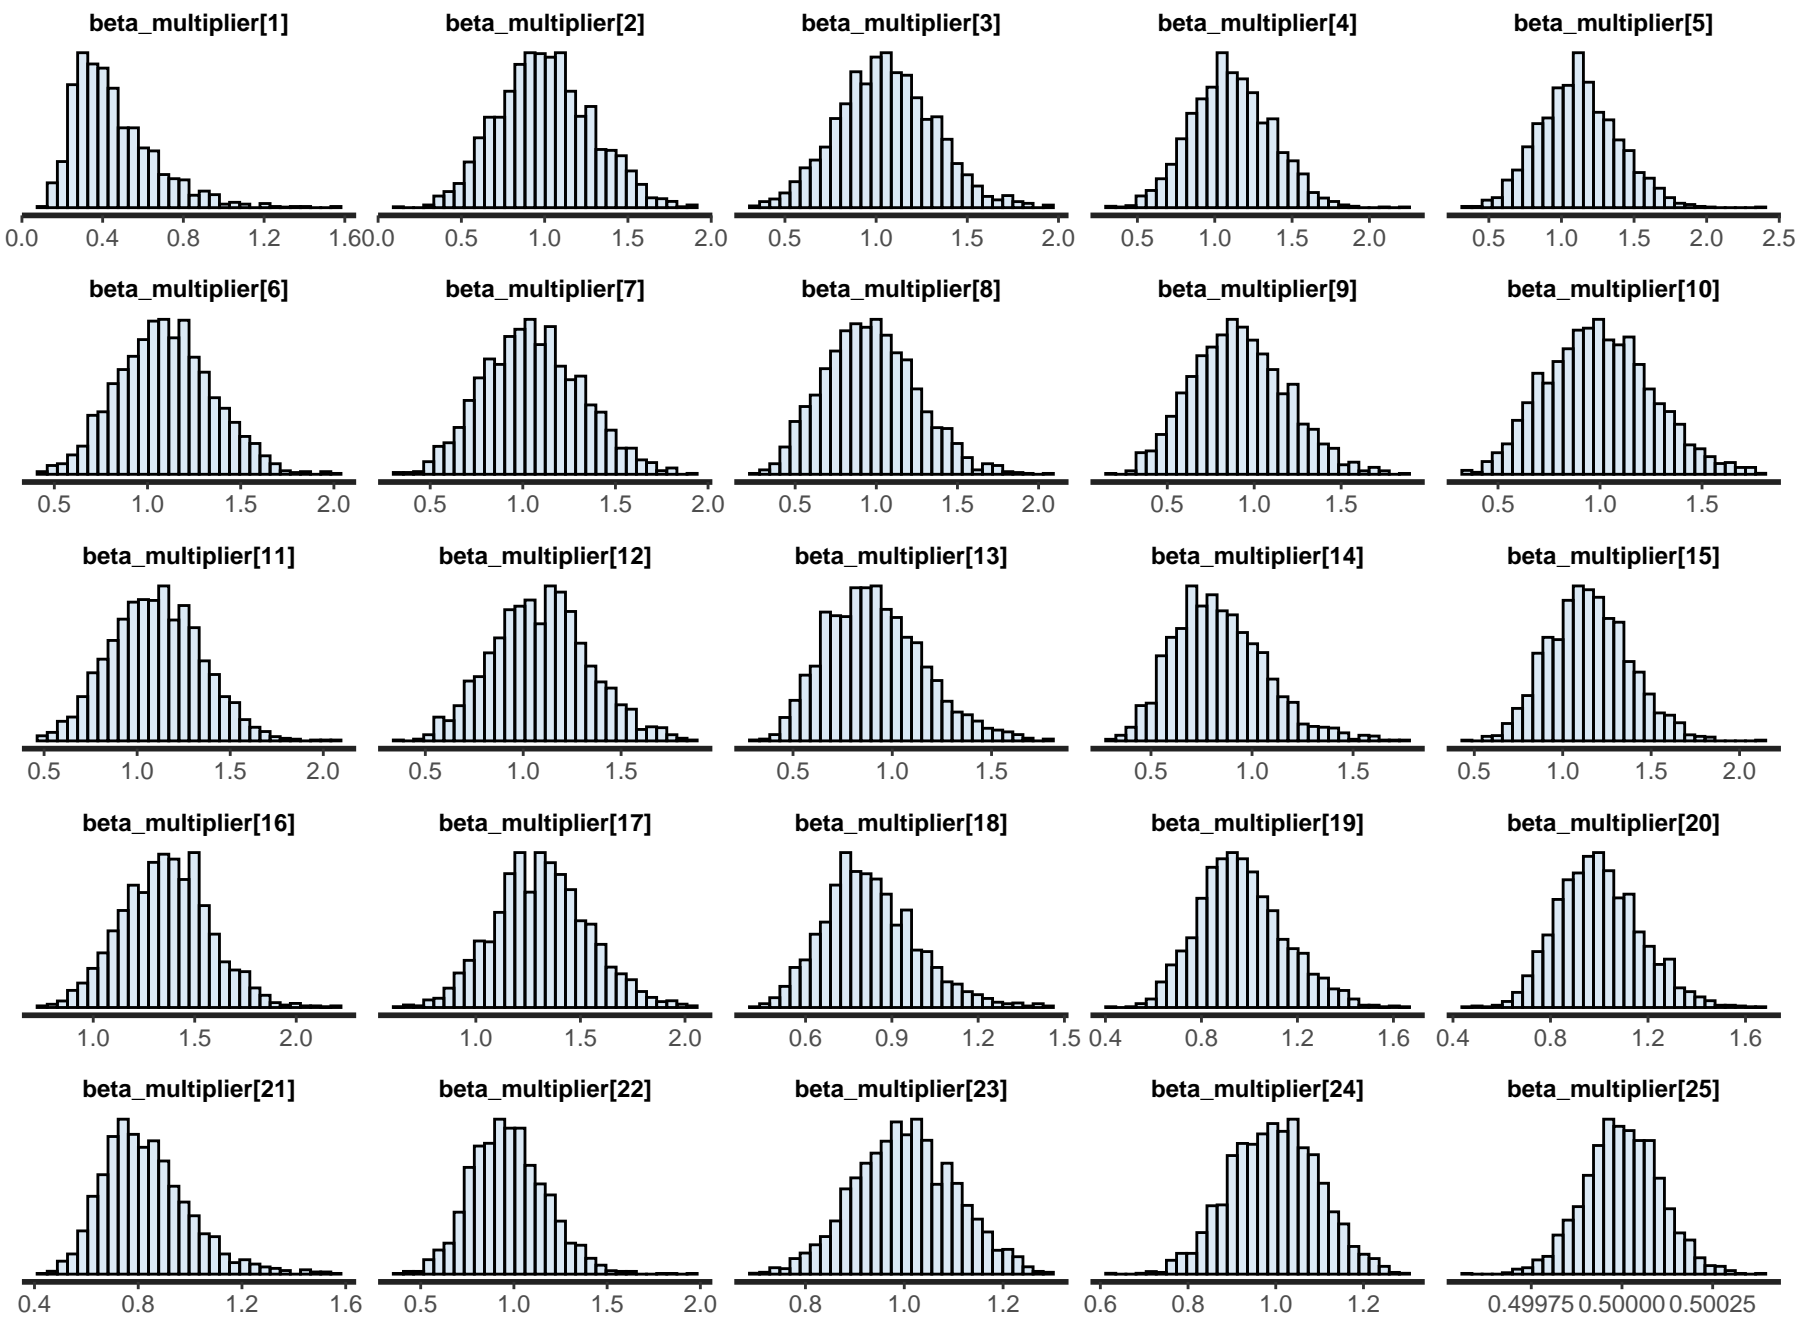 beta_multiplier[1] beta_multiplier[2] beta_multiplier[3] beta_multiplier[4] beta_multiplier[5]
0.0 0.4 0.8 1.2 1.6 0.0 0.5 1.0 1.5 2.0 0.5 1.0 1.5 2.0 0.5 1.0 1.5 2.0 0.5 1.0 1.5 2.0 2.5
beta_multiplier[6] beta_multiplier[7] beta_multiplier[8] beta_multiplier[9] beta_multiplier[10]
0.5 1.0 1.5 2.0 0.5 1.0 1.5 2.0 0.5 1.0 1.5 2.0 0.5 1.0 1.5 0.5 1.0 1.5
beta_multiplier[11] beta_multiplier[12] beta_multiplier[13] beta_multiplier[14] beta_multiplier[15]
0.5 1.0 1.5 2.0 0.5 1.0 1.5 0.5 1.0 1.5 0.5 1.0 1.5 0.5 1.0 1.5 2.0
beta_multiplier[16] beta_multiplier[17] beta_multiplier[18] beta_multiplier[19] beta_multiplier[20]
1.0 1.5 2.0 1.0 1.5 2.0 0.6 0.9 1.2 1.5 0.4 0.8 1.2 1.6 0.4 0.8 1.2 1.6
beta_multiplier[21] beta_multiplier[22] beta_multiplier[23] beta_multiplier[24] beta_multiplier[25]
0.4 0.8 1.2 1.6 0.5 1.0 1.5 2.0 0.8 1.0 1.2 0.6 0.8 1.0 1.2 0.49975 0.50000 0.50025